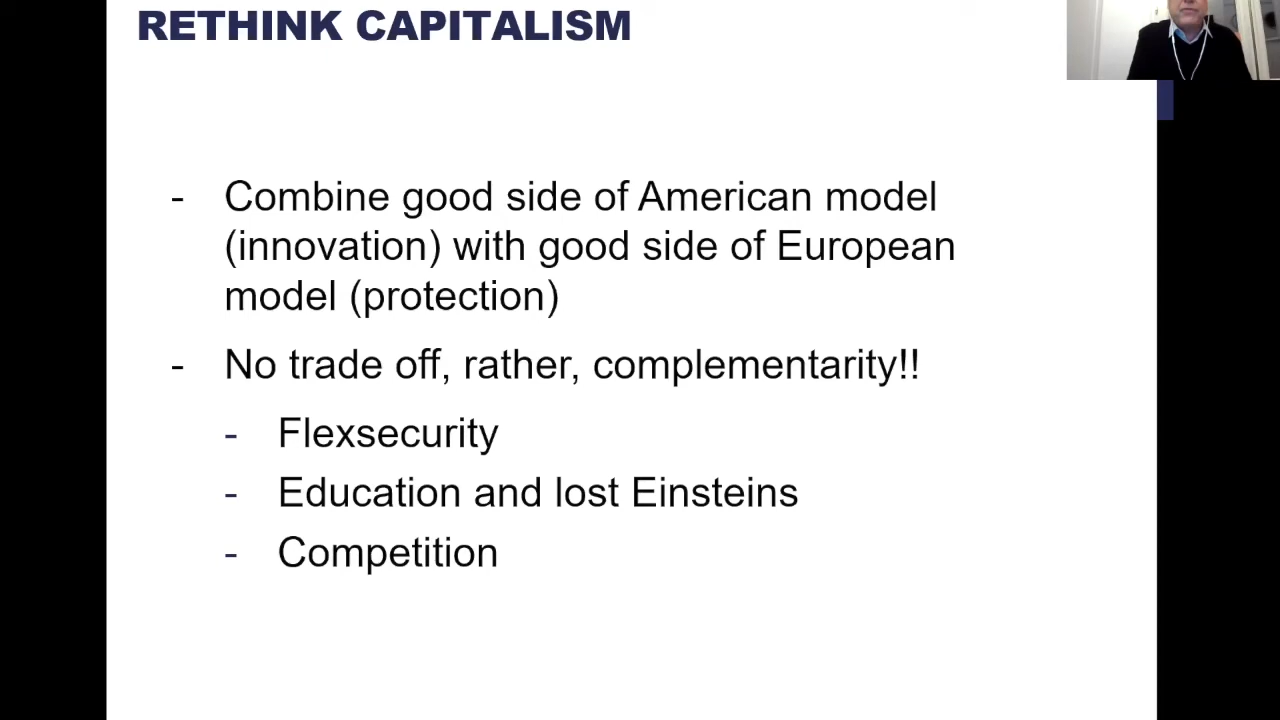 RETHINK CAPITALISM
- Combine good side of American model
(innovation) with good side of European
model (protection)
- No trade off, rather, complementarity!!
- Flexsecurity
- Education and lost Einsteins
- Competition